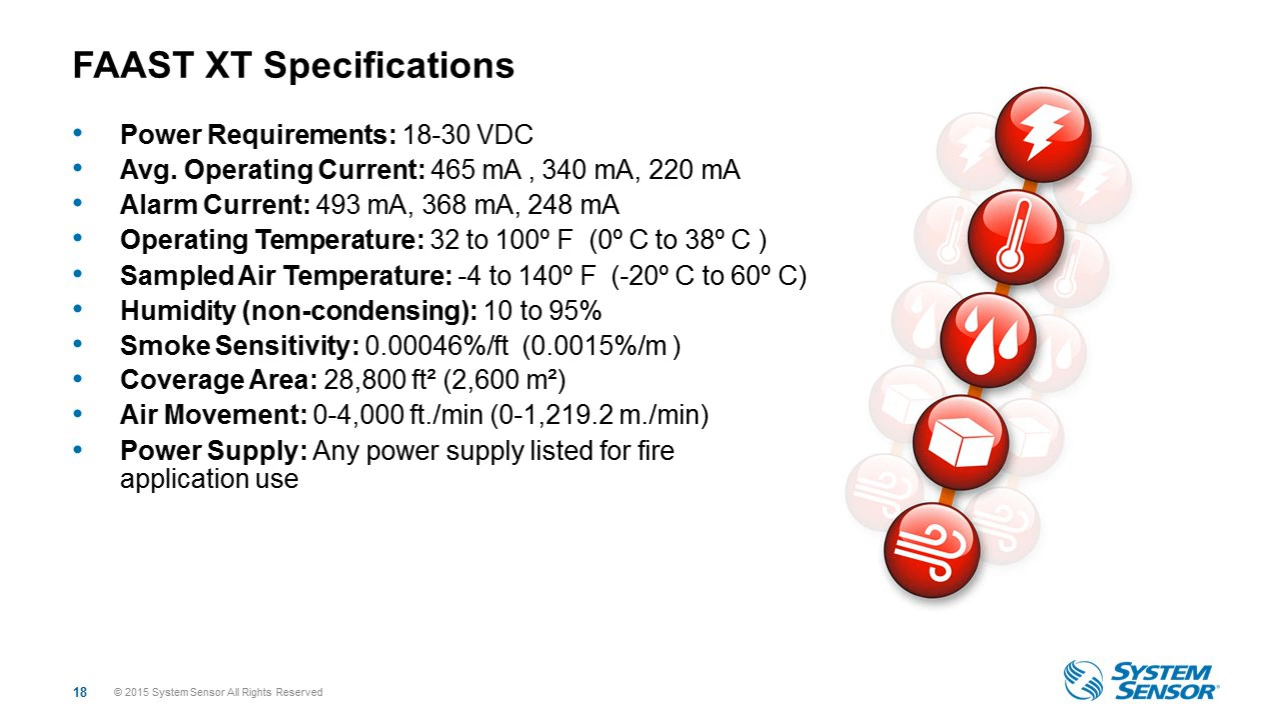 FAAST XT Specifications
• Power Requirements: 18-30 VDC
• Avg. Operating Current: 465 mA , 340 mA, 220 mA
• Alarm Current: 493 mA, 368 mA, 248 mA
• Operating Temperature: 32 to 100º F (0º C to 38º C )
• Sampled Air Temperature: -4 to 140º F (-20º C to 60º C)
• Humidity (non-condensing): 10 to 95%
• Smoke Sensitivity: 0.00046%/ft (0.0015%/m )
• Coverage Area: 28,800 ft² (2,600 m²)
• Air Movement: 0-4,000 ft./min (0-1,219.2 m./min)
• Power Supply: Any power supply listed for fire
application use
18 © 2015 System Sensor All Rights Reserved
SYSTEM
SENSOR®